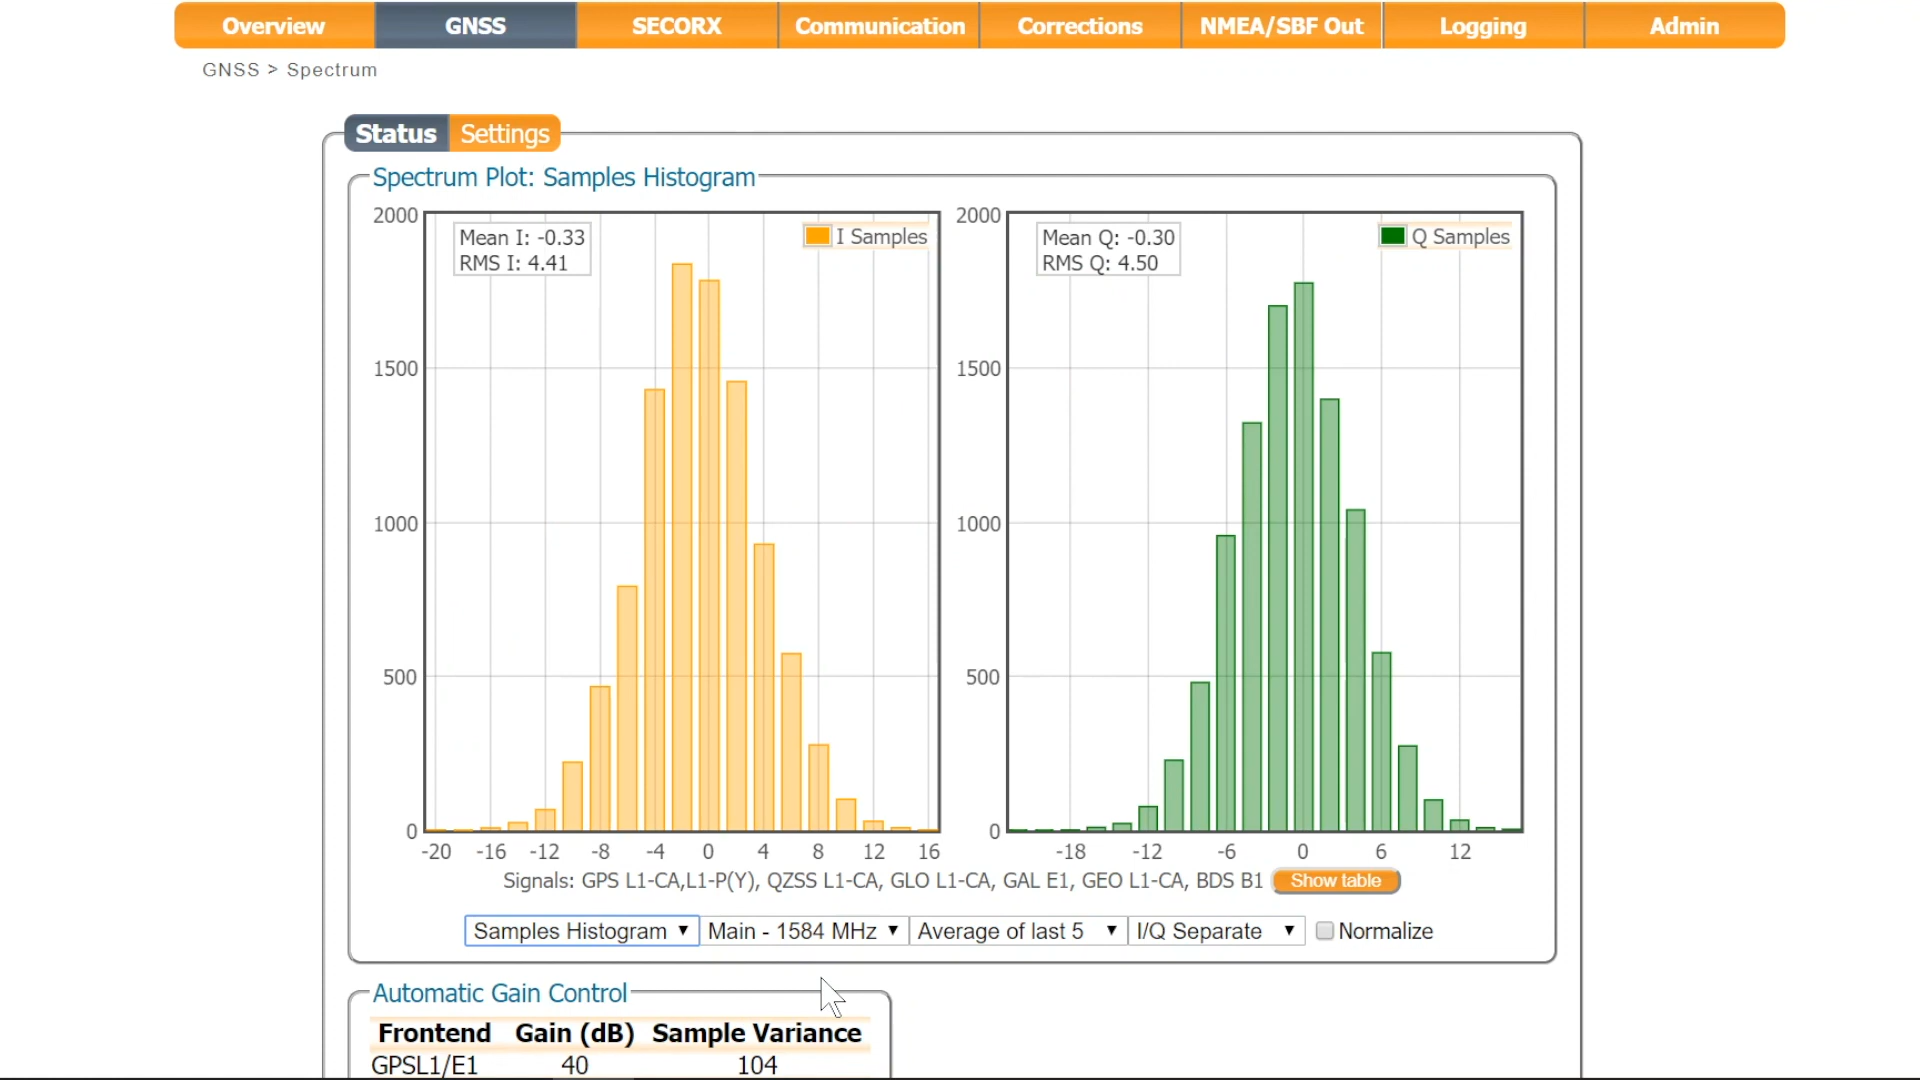 Overview GNSS SECORX Communication Corrections NMEA/SBF Out Logging Admin
GNSS > Spectrum
Status Settings
Spectrum Plot: Samples Histogram
2000
1500
1000
500
0
Mean I: -0.33
RMS I: 4.41
I Samples
-20 -16 -12 -8 -4 0 4 8 12 16
2000
1500
1000
500
0
Mean Q: -0.30
RMS Q: 4.50
Q Samples
-18 -12 -6 0 6 12
Signals: GPS L1-CA,L1-P(Y), QZSS L1-CA, GLO L1-CA, GAL E1, GEO L1-CA, BDS B1 Show table
Samples Histogram Main - 1584 MHz Average of last 5 I/Q Separate Normalize
Automatic Gain Control
Frontend Gain (dB) Sample Variance
GPSL1/E1 40 104